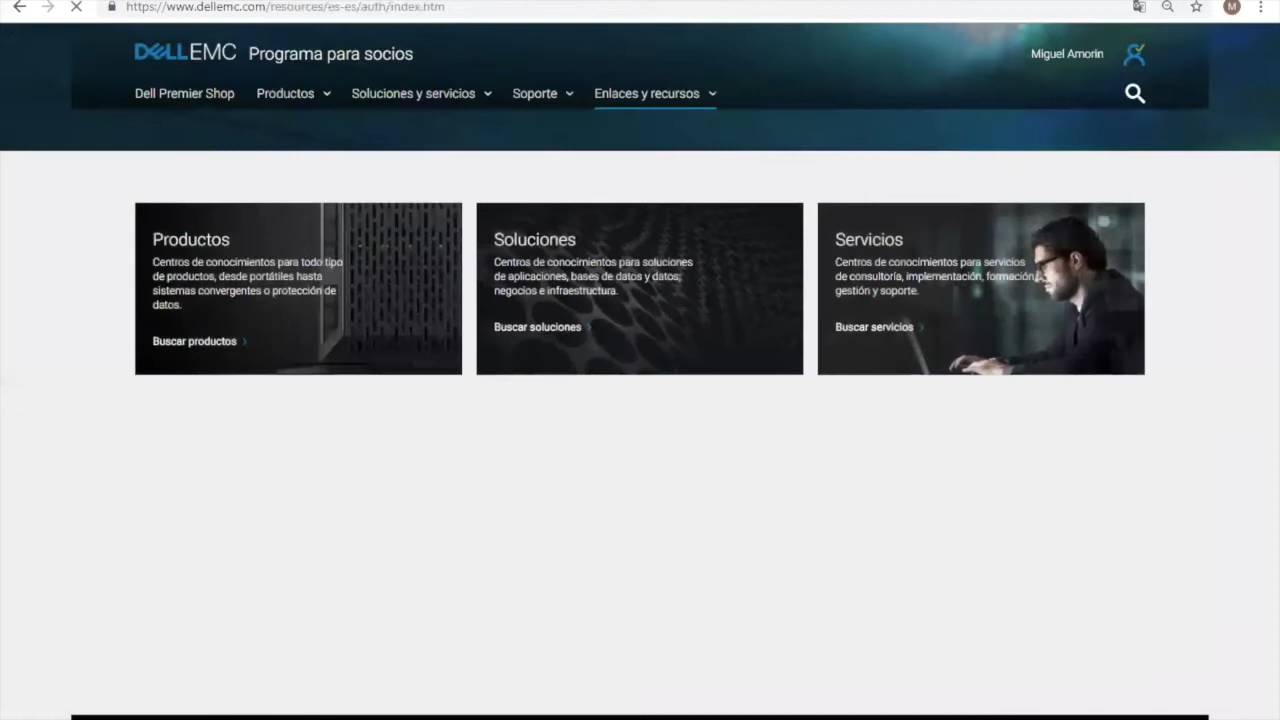 https://www.dellemc.com/resources/es-es/auth/index.htm
M
DELLEMC Programa para socios
Miguel Amorin
Dell Premier Shop Productos Soluciones y servicios Soporte Enlaces y recursos
Productos
Centros de conocimientos para todo tipo
de productos, desde portátiles hasta
sistemas convergentes o protección de
datos.
Buscar productos
Soluciones
Centros de conocimientos para soluciones
de aplicaciones, bases de datos y datos,
negocios e infraestructura.
Buscar soluciones
Servicios
Centros de conocimientos para servicios
de consultoría, implementación, formación,
gestión y soporte.
Buscar servicios